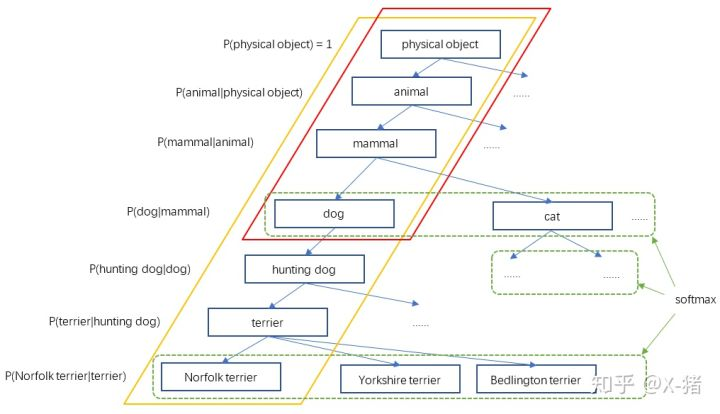 P(physical object) = 1
physical object
P(animal|physical object)
animal
......
P(mammal|animal)
mammal
......
P(dog|mammal)
dog
cat
......
P(hunting dog|dog)
hunting dog
......
......
softmax
P(terrier|hunting dog)
terrier
......
P(Norfolk terrier|terrier)
Norfolk terrier
Yorkshire terrier
Bedlington terrier
知乎 @X-猪